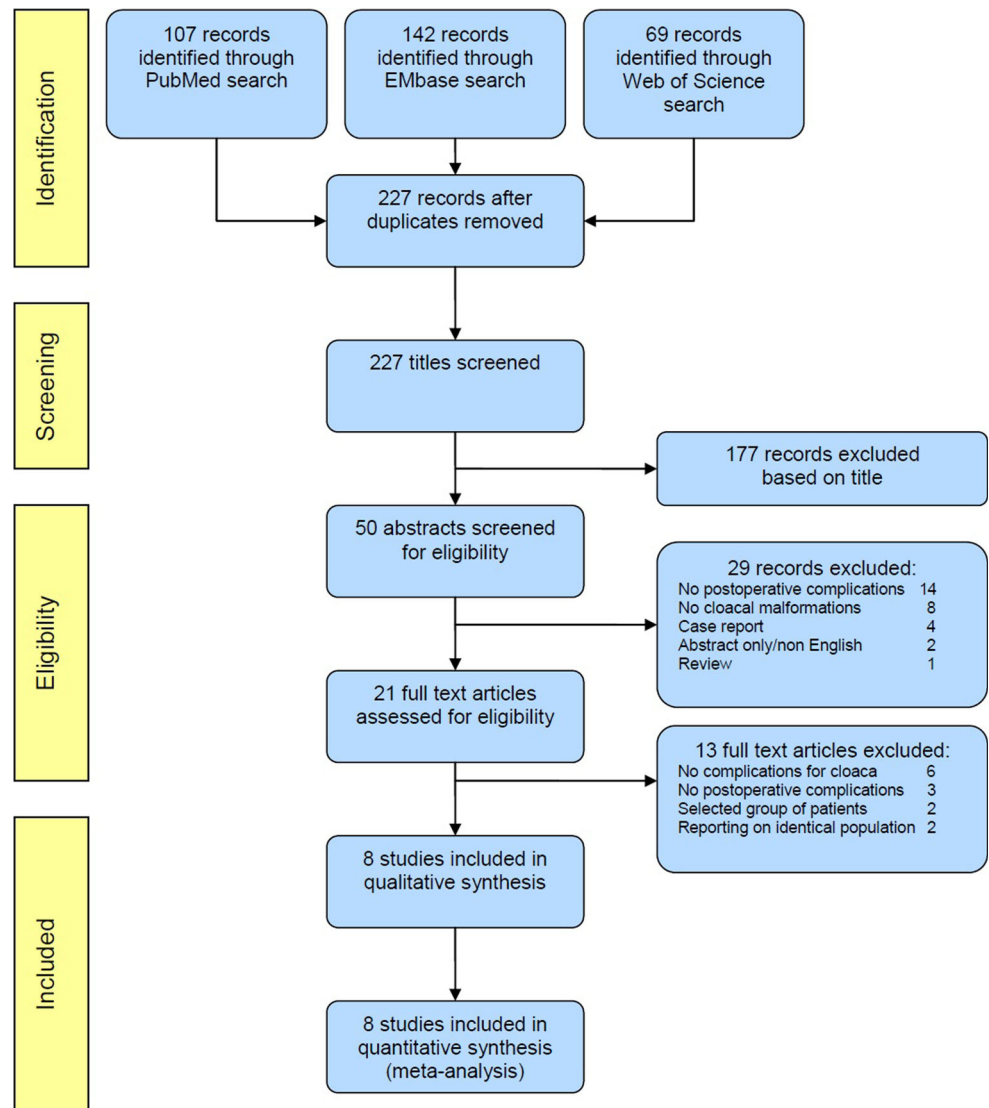 Identification
107 records
identified through
PubMed search
142 records
identified through
EMbase search
69 records
identified through
Web of Science
search
227 records after
duplicates removed
Screening
227 titles screened
177 records excluded
based on title
Eligibility
50 abstracts screened
for eligibility
29 records excluded:
No postoperative complications 14
No cloacal malformations 8
Case report 4
Abstract only/non English 2
Review 1
21 full text articles
assessed for eligibility
13 full text articles excluded:
No complications for cloaca 6
No postoperative complications 3
Selected group of patients 2
Reporting on identical population 2
Included
8 studies included in
qualitative synthesis
8 studies included in
quantitative synthesis
(meta-analysis)